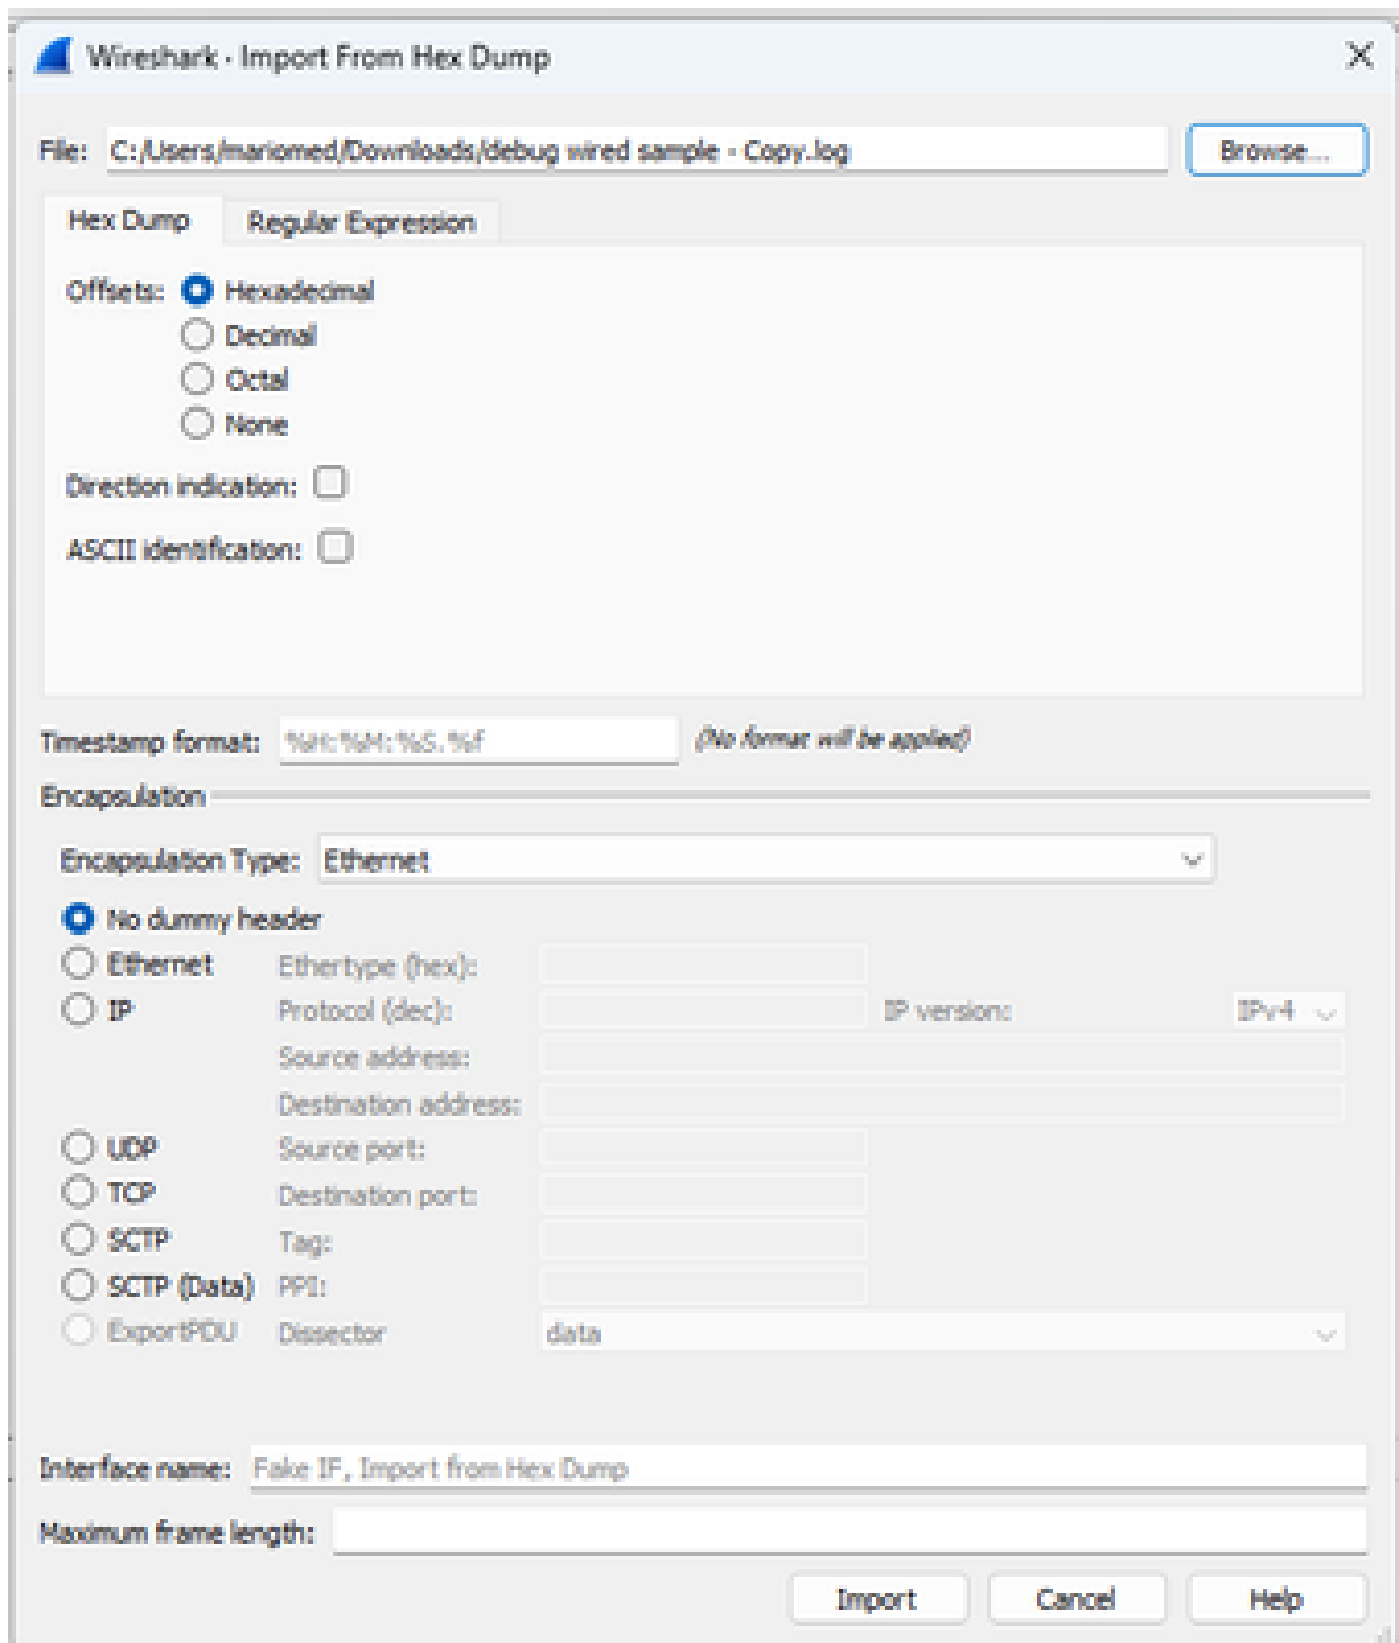 Wireshark · Import From Hex Dump
File: C:/Users/mariomed/Downloads/debug wired sample - Copy.log Browse...
Hex Dump Regular Expression
Offsets: Hexadecimal
Decimal
Octal
None
Direction indication:
ASCII identification:
Timestamp format: %H:%M:%S.%f (No format will be applied)
Encapsulation
Encapsulation Type: Ethernet
No dummy header
Ethernet Ethertype (hex):
IP Protocol (dec): IP version: IPv4
Source address:
Destination address:
UDP Source port:
TCP Destination port:
SCTP Tag:
SCTP (Data) PPI:
ExportPDU Dissector data
Interface name: Fake IF, Import from Hex Dump
Maximum frame length:
Import Cancel Help